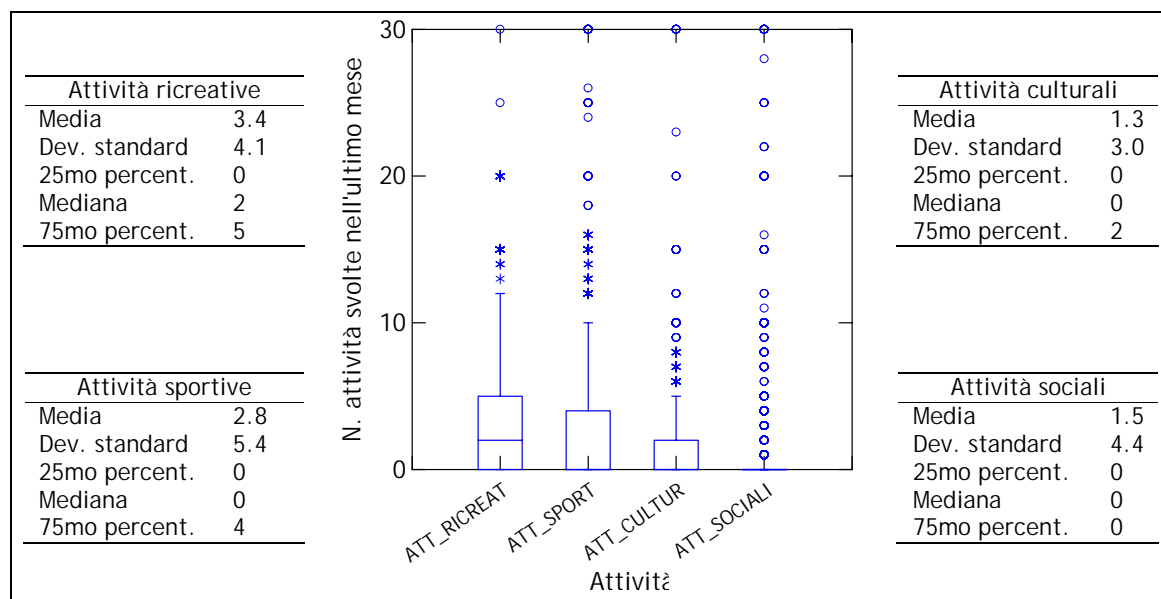 Attività ricreative
Media 3.4
Dev. standard 4.1
25mo percent. 0
Mediana 2
75mo percent. 5
Attività sportive
Media 2.8
Dev. standard 5.4
25mo percent. 0
Mediana 0
75mo percent. 4
N. attività svolte nell'ultimo mese
30
20
10
0
ATT_RICREAT
ATT_SPORT
ATT_CULTUR
ATT_SOCIALI
Attività
Attività culturali
Media 1.3
Dev. standard 3.0
25mo percent. 0
Mediana 0
75mo percent. 2
Attività sociali
Media 1.5
Dev. standard 4.4
25mo percent. 0
Mediana 0
75mo percent. 0